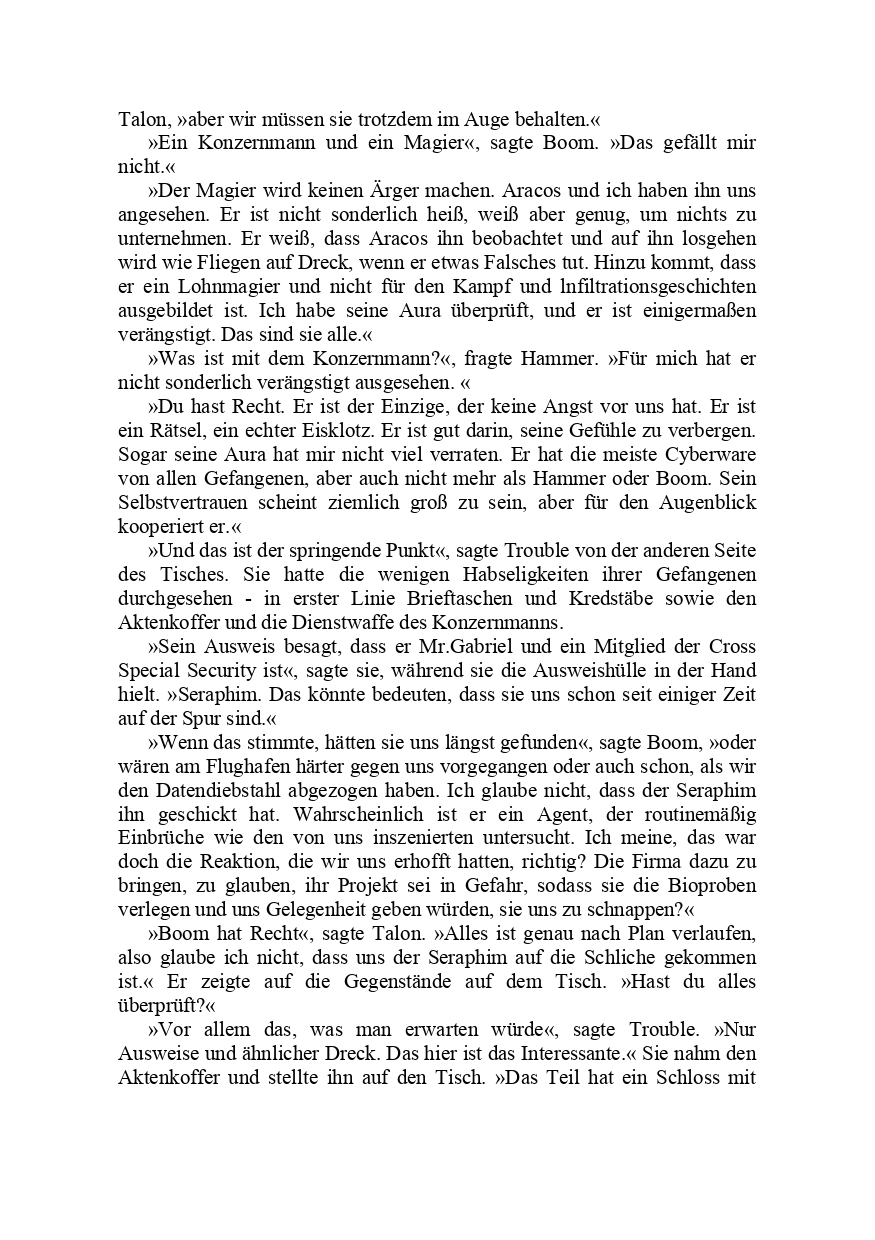 Talon, »aber wir müssen sie trotzdem im Auge behalten.«
»Ein Konzernmann und ein Magier«, sagte Boom. »Das gefällt mir
nicht.«
»Der Magier wird keinen Ärger machen. Aracos und ich haben ihn uns
angesehen. Er ist nicht sonderlich heiß, weiß aber genug, um nichts zu
unternehmen. Er weiß, dass Aracos ihn beobachtet und auf ihn losgehen
wird wie Fliegen auf Dreck, wenn er etwas Falsches tut. Hinzu kommt, dass
er ein Lohnmagier und nicht für den Kampf und lnfiltrationsgeschichten
ausgebildet ist. Ich habe seine Aura überprüft, und er ist einigermaßen
verängstigt. Das sind sie alle.«
»Was ist mit dem Konzernmann?«, fragte Hammer. »Für mich hat er
nicht sonderlich verängstigt ausgesehen. «
»Du hast Recht. Er ist der Einzige, der keine Angst vor uns hat. Er ist
ein Rätsel, ein echter Eisklotz. Er ist gut darin, seine Gefühle zu verbergen.
Sogar seine Aura hat mir nicht viel verraten. Er hat die meiste Cyberware
von allen Gefangenen, aber auch nicht mehr als Hammer oder Boom. Sein
Selbstvertrauen scheint ziemlich groß zu sein, aber für den Augenblick
kooperiert er.«
»Und das ist der springende Punkt«, sagte Trouble von der anderen Seite
des Tisches. Sie hatte die wenigen Habseligkeiten ihrer Gefangenen
durchgesehen - in erster Linie Brieftaschen und Kredstäbe sowie den
Aktenkoffer und die Dienstwaffe des Konzernmanns.
»Sein Ausweis besagt, dass er Mr.Gabriel und ein Mitglied der Cross
Special Security ist«, sagte sie, während sie die Ausweishülle in der Hand
hielt. »Seraphim. Das könnte bedeuten, dass sie uns schon seit einiger Zeit
auf der Spur sind.«
»Wenn das stimmte, hätten sie uns längst gefunden«, sagte Boom, »oder
wären am Flughafen härter gegen uns vorgegangen oder auch schon, als wir
den Datendiebstahl abgezogen haben. Ich glaube nicht, dass der Seraphim
ihn geschickt hat. Wahrscheinlich ist er ein Agent, der routinemäßig
Einbrüche wie den von uns inszenierten untersucht. Ich meine, das war
doch die Reaktion, die wir uns erhofft hatten, richtig? Die Firma dazu zu
bringen, zu glauben, ihr Projekt sei in Gefahr, sodass sie die Bioproben
verlegen und uns Gelegenheit geben würden, sie uns zu schnappen?«
»Boom hat Recht«, sagte Talon. »Alles ist genau nach Plan verlaufen,
also glaube ich nicht, dass uns der Seraphim auf die Schliche gekommen
ist.« Er zeigte auf die Gegenstände auf dem Tisch. »Hast du alles
überprüft?«
»Vor allem das, was man erwarten würde«, sagte Trouble. »Nur
Ausweise und ähnlicher Dreck. Das hier ist das Interessante.« Sie nahm den
Aktenkoffer und stellte ihn auf den Tisch. »Das Teil hat ein Schloss mit